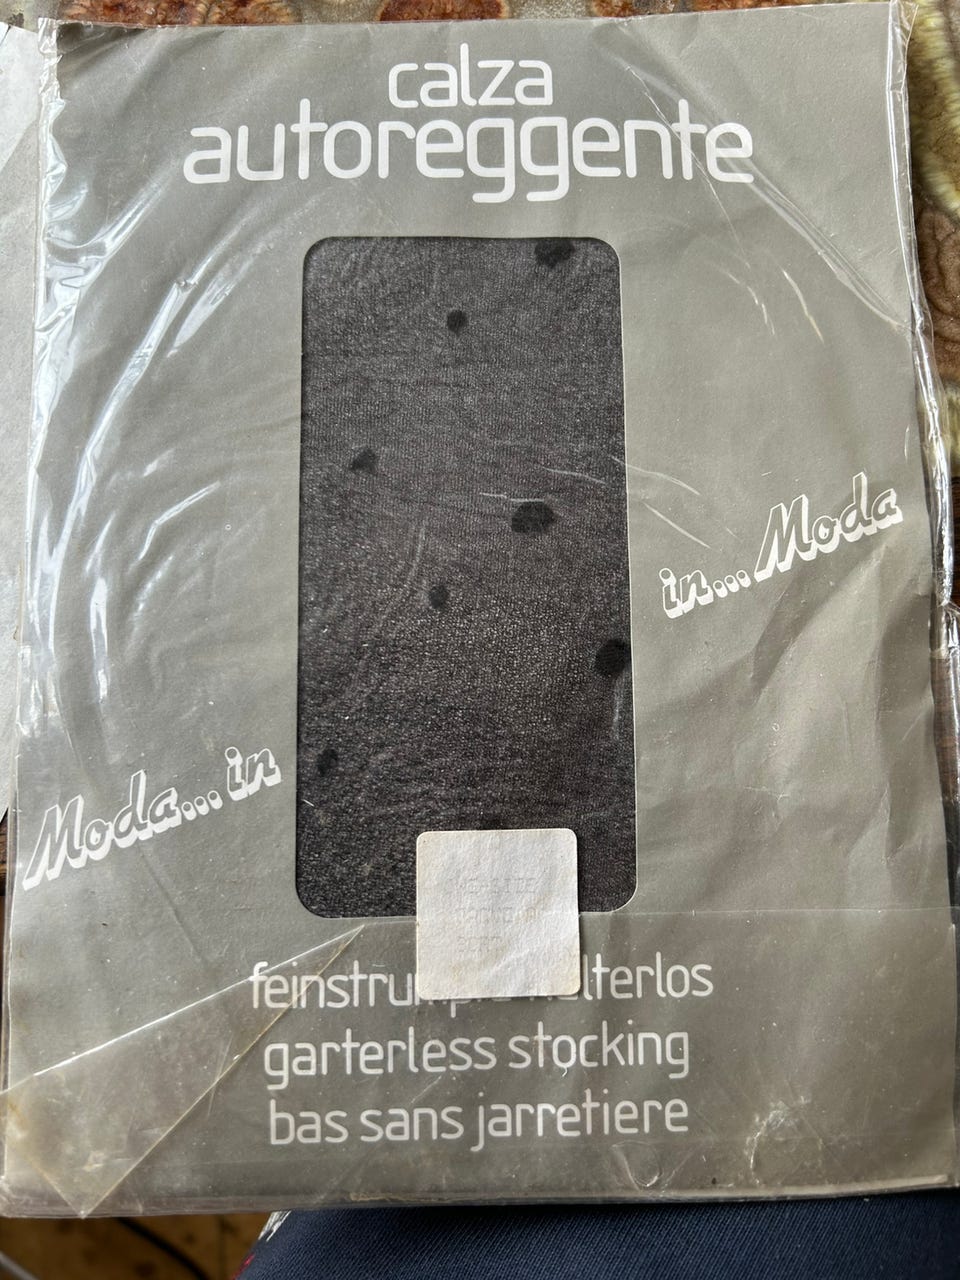 calza
autoreggente
in... Moda
Moda... in
garterless stocking
bas sans jarretiere